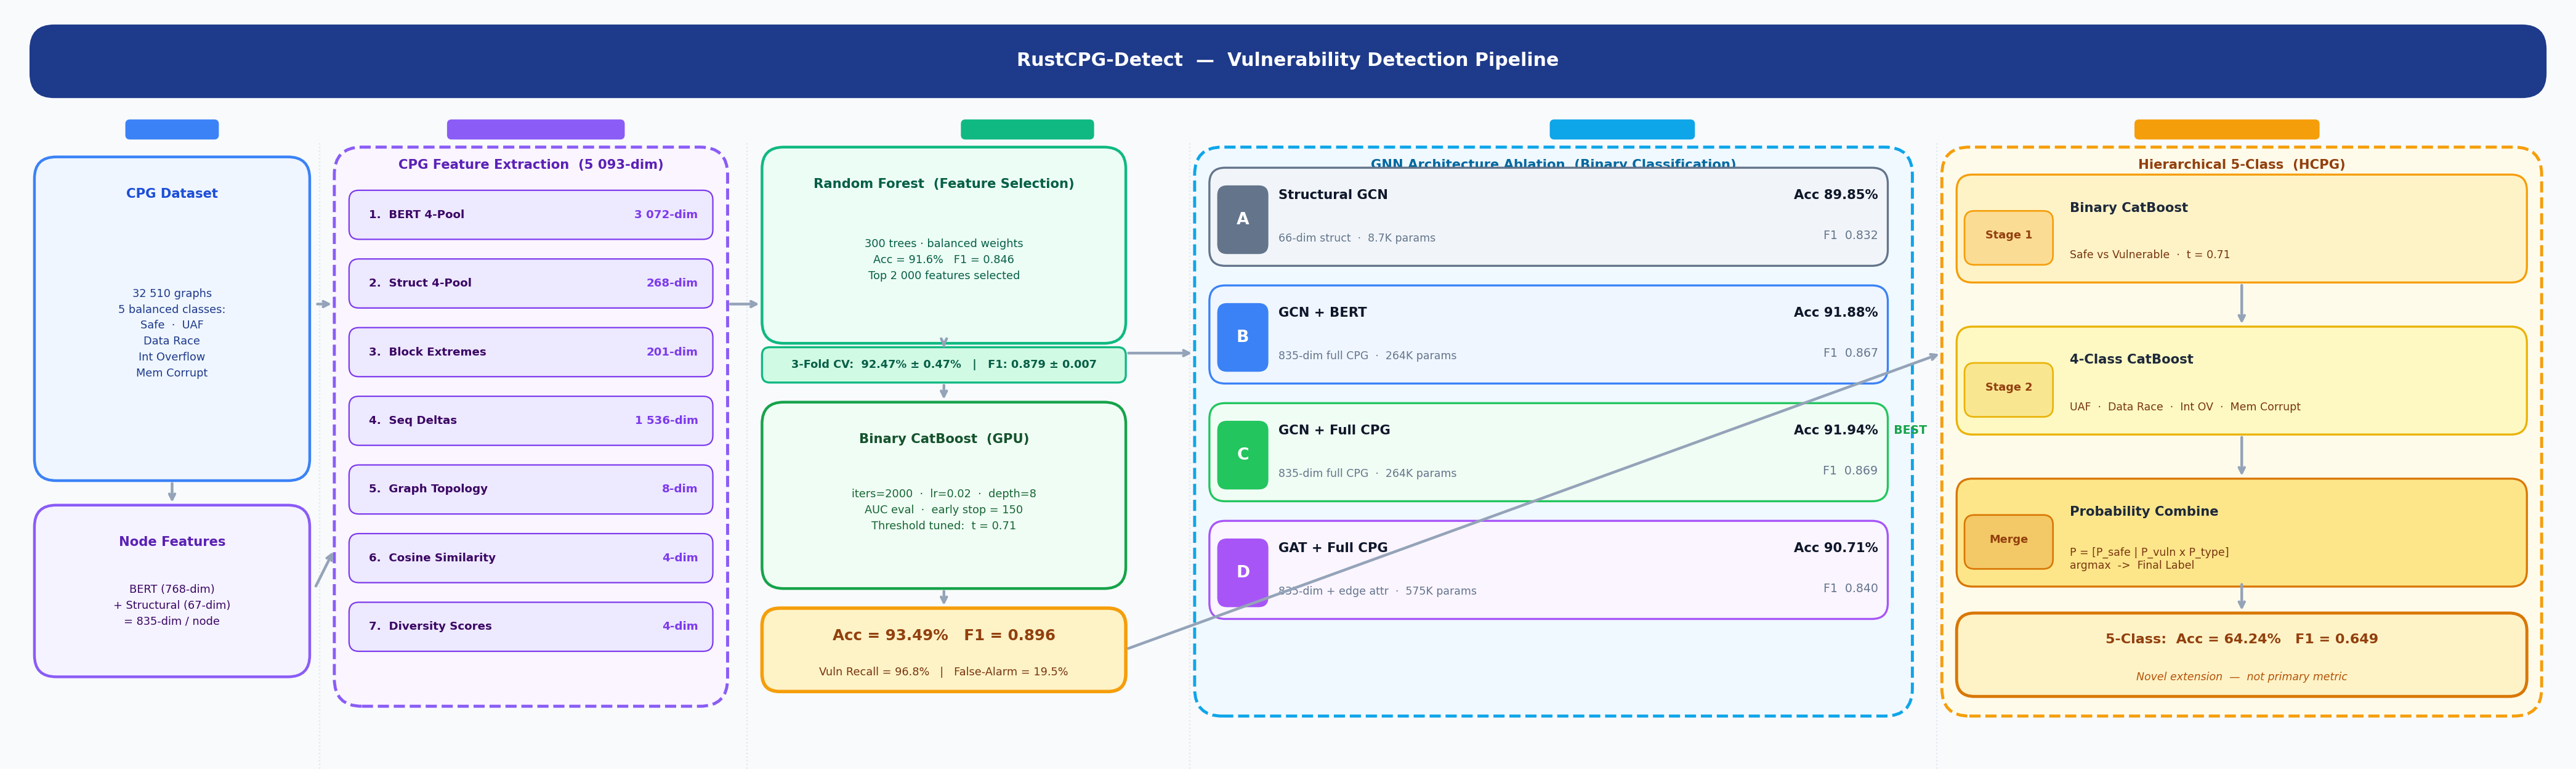 RustCPG-Detect — Vulnerability Detection Pipeline
CPG Dataset
32 510 graphs
5 balanced classes:
Safe · UAF
Data Race
Int Overflow
Mem Corrupt
Node Features
BERT (768-dim)
+ Structural (67-dim)
= 835-dim / node
CPG Feature Extraction (5 093-dim)
1. BERT 4-Pool 3 072-dim
2. Struct 4-Pool 268-dim
3. Block Extremes 201-dim
4. Seq Deltas 1 536-dim
5. Graph Topology 8-dim
6. Cosine Similarity 4-dim
7. Diversity Scores 4-dim
Random Forest (Feature Selection)
300 trees · balanced weights
Acc = 91.6% F1 = 0.846
Top 2 000 features selected
3-Fold CV: 92.47% ± 0.47% | F1: 0.879 ± 0.007
Binary CatBoost (GPU)
iters=2000 · lr=0.02 · depth=8
AUC eval · early stop = 150
Threshold tuned: t = 0.71
Acc = 93.49% F1 = 0.896
Vuln Recall = 96.8% | False-Alarm = 19.5%
GNN Architecture Ablation (Binary Classification)
A
Structural GCN Acc 89.85%
66-dim struct · 8.7K params F1 0.832
B
GCN + BERT Acc 91.88%
835-dim full CPG · 264K params F1 0.867
C
GCN + Full CPG Acc 91.94% BEST
835-dim full CPG · 264K params F1 0.869
D
GAT + Full CPG Acc 90.71%
835-dim + edge attr · 575K params F1 0.840
Hierarchical 5-Class (HCPG)
Stage 1
Binary CatBoost
Safe vs Vulnerable · t = 0.71
Stage 2
4-Class CatBoost
UAF · Data Race · Int OV · Mem Corrupt
Merge
Probability Combine
P = [P_safe | P_vuln x P_type]
argmax -> Final Label
5-Class: Acc = 64.24% F1 = 0.649
Novel extension — not primary metric